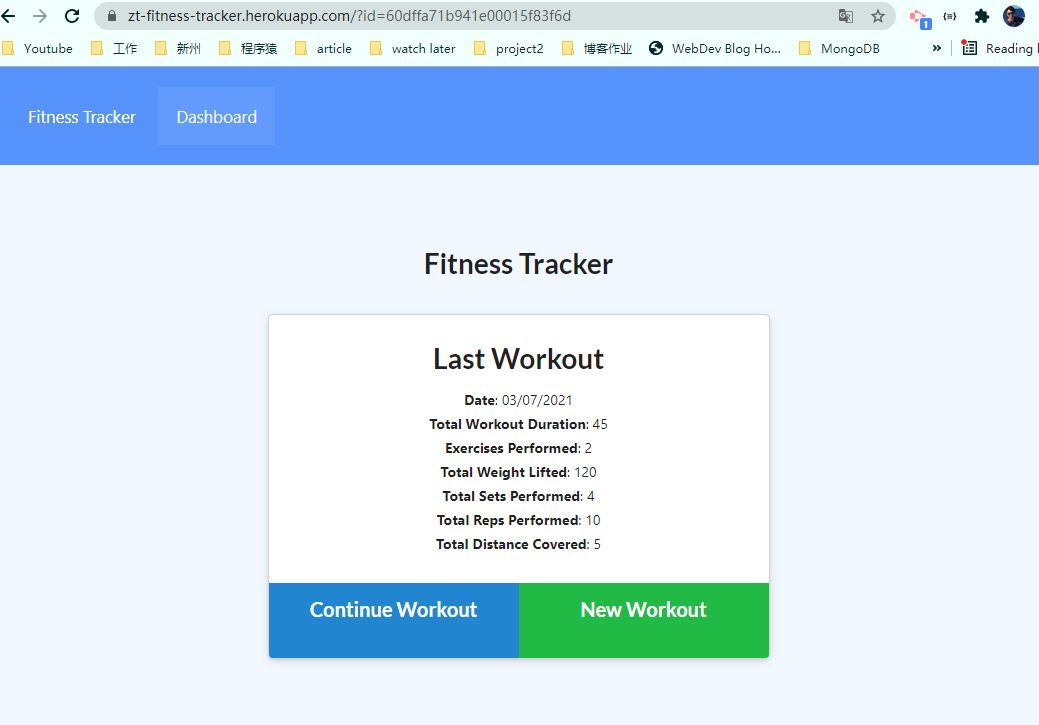 zt-fitness-tracker.herokuapp.com/?id=60dffa71b941e00015f83f6d
1
Youtube 工作 新州 程序猿 article watch later project2 博客作业 WebDev Blog Ho... MongoDB » Reading
Fitness Tracker Dashboard
Fitness Tracker
Last Workout
Date: 03/07/2021
Total Workout Duration: 45
Exercises Performed: 2
Total Weight Lifted: 120
Total Sets Performed: 4
Total Reps Performed: 10
Total Distance Covered: 5
Continue Workout New Workout